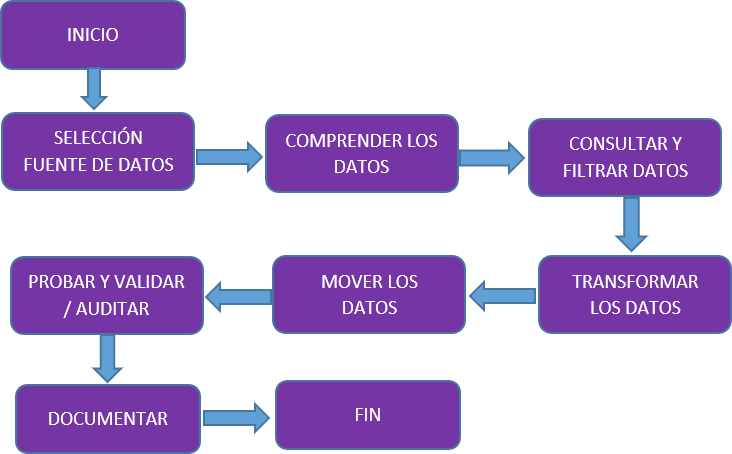 INICIO
SELECCIÓN
FUENTE DE DATOS
COMPRENDER LOS
DATOS
CONSULTAR Y
FILTRAR DATOS
TRANSFORMAR
LOS DATOS
MOVER LOS
DATOS
PROBAR Y VALIDAR
/ AUDITAR
DOCUMENTAR
FIN